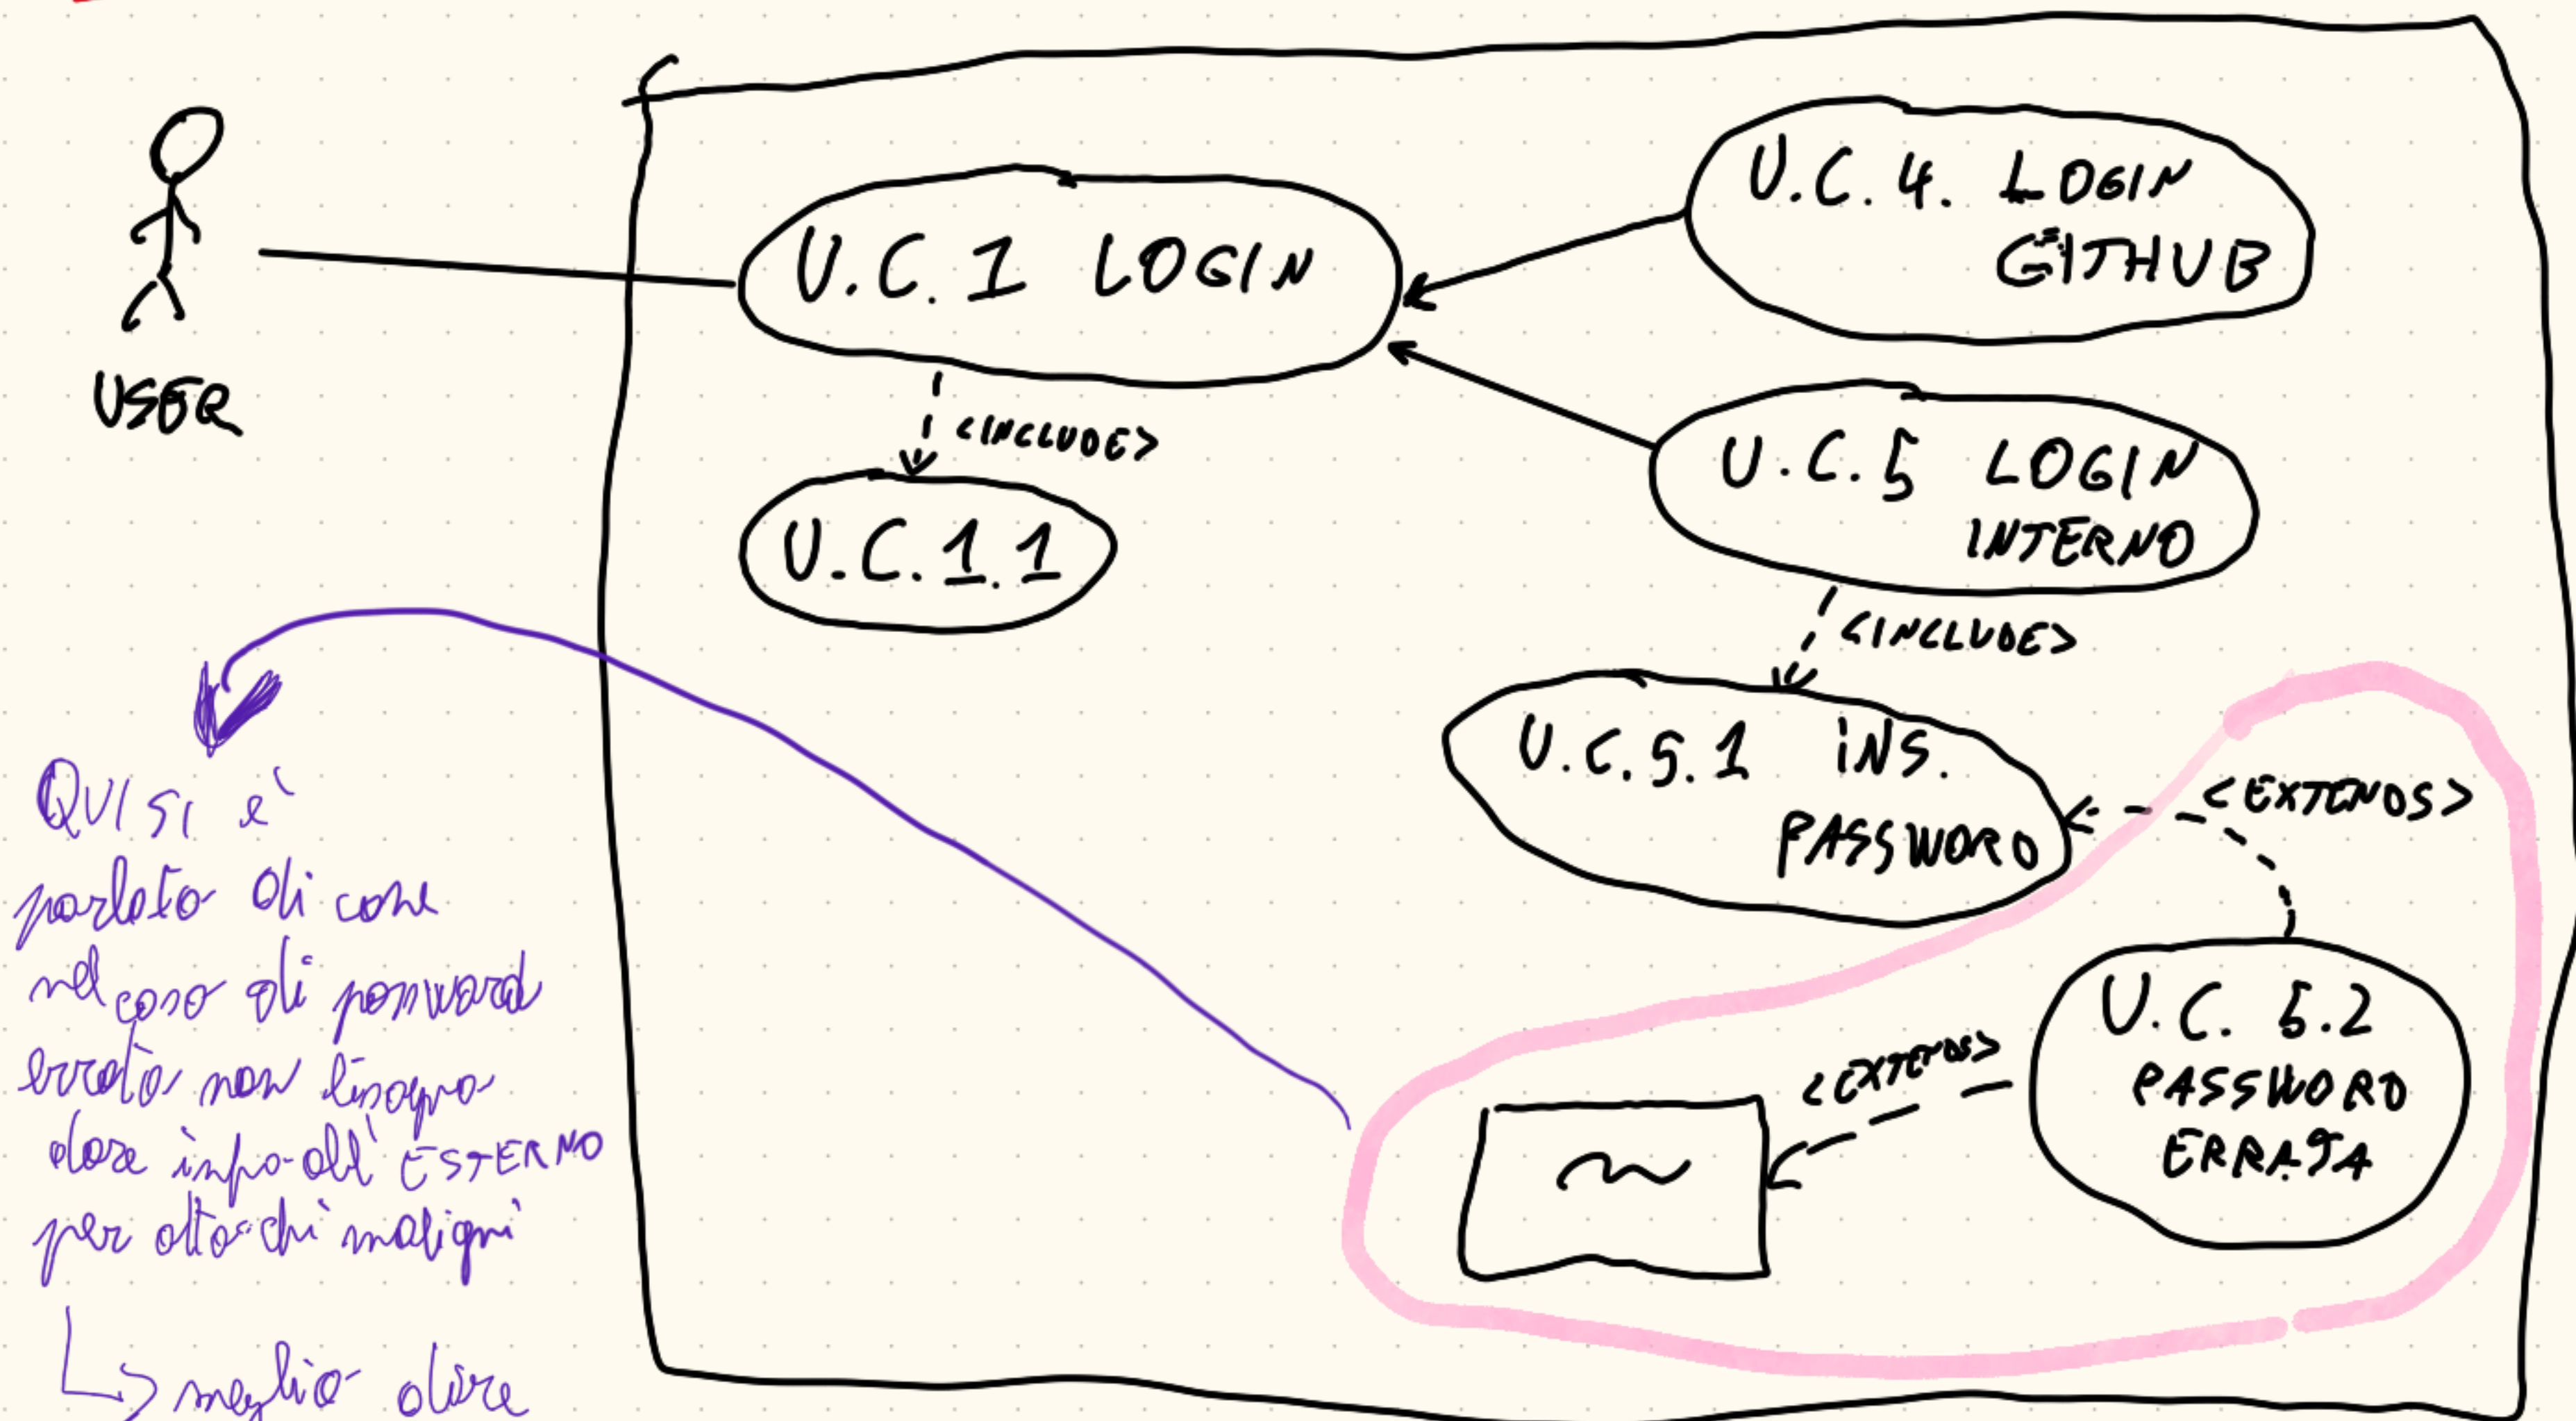 USER
U.C. 1 LOGIN
U.C. 4. LOGIN
GITHUB
<INCLUDE>
U.C. 5 LOGIN
INTERNO
U.C. 1.1
<INCLUDE>
U.C. 5.1 INS.
PASSWORD
<EXTENDS>
U.C. 5.2
PASSWORD
ERRATA
<EXTENDS>
QUI SI e'
parlato di come
nel caso di password
errata non bisogna
dare info all'ESTERNO
per attacchi maligni
meglio dire